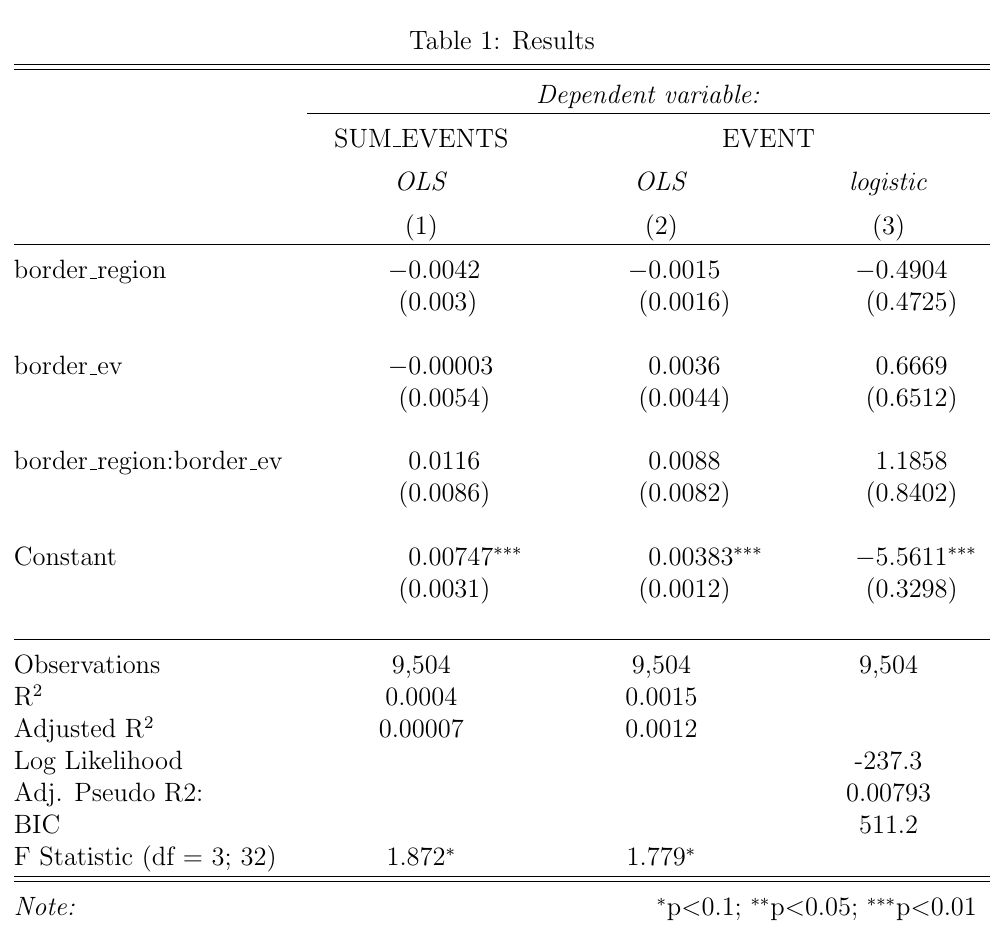 Table 1: Results
Dependent variable:
SUM_EVENTS EVENT
OLS OLS logistic
(1) (2) (3)
border_region −0.0042 −0.0015 −0.4904
(0.003) (0.0016) (0.4725)
border_ev −0.00003 0.0036 0.6669
(0.0054) (0.0044) (0.6512)
border_region:border_ev 0.0116 0.0088 1.1858
(0.0086) (0.0082) (0.8402)
Constant 0.00747*** 0.00383*** −5.5611***
(0.0031) (0.0012) (0.3298)
Observations 9,504 9,504 9,504
R² 0.0004 0.0015
Adjusted R² 0.00007 0.0012
Log Likelihood -237.3
Adj. Pseudo R2: 0.00793
BIC 511.2
F Statistic (df = 3; 32) 1.872* 1.779*
Note: *p<0.1; **p<0.05; ***p<0.01